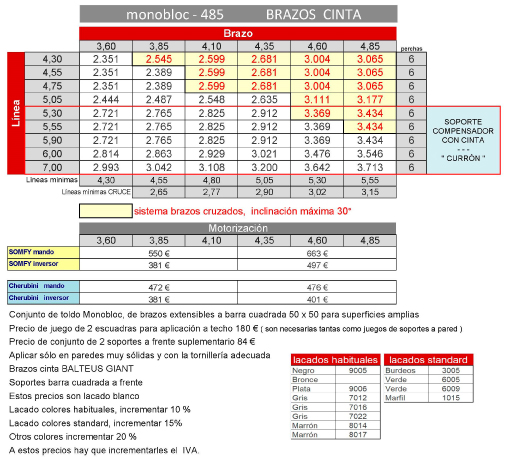 monobloc - 485 BRAZOS CINTA
Brazo
3,60 3,85 4,10 4,35 4,60 4,85 perchas
Línea
4,30 2.351 2.545 2.599 2.681 3.004 3.065 6
4,55 2.351 2.389 2.599 2.681 3.004 3.065 6
4,75 2.351 2.389 2.599 2.681 3.004 3.065 6
5,05 2.444 2.487 2.548 2.635 3.111 3.177 6
5,30 2.721 2.765 2.825 2.912 3.369 3.434 6
5,55 2.721 2.765 2.825 2.912 3.369 3.434 6
5,90 2.721 2.765 2.825 2.912 3.369 3.434 6
6,00 2.814 2.863 2.929 3.021 3.476 3.546 6
7,00 2.993 3.042 3.108 3.200 3.642 3.713 6
SOPORTE
COMPENSADOR
CON CINTA
- - -
" CURRÓN "
Líneas minimas 4,30 4,55 4,80 5,05 5,30 5,55
Líneas mínimas CRUCE 2,65 2,77 2,90 3,02 3,15
sistema brazos cruzados, inclinación máxima 30°
Motorización
3,60 3,85 4,10 4,35 4,60 4,85
SOMFY mando 550 € 663 €
SOMFY inversor 381 € 497 €
Cherubini mando 472 € 476 €
Cherubini inversor 381 € 401 €
Conjunto de toldo Monobloc, de brazos extensibles a barra cuadrada 50 x 50 para superficies amplias
Precio de juego de 2 escuadras para aplicación a techo 180 € ( son necesarias tantas como juegos de soportes a pared )
Precio de conjunto de 2 soportes a frente suplementario 84 €
Aplicar sólo en paredes muy sólidas y con la tornillería adecuada
Brazos cinta BALTEUS GIANT
Soportes barra cuadrada a frente
Estos precios son lacado blanco
Lacado colores habituales, incrementar 10 %
Lacado colores standard, incrementar 15%
Otros colores incrementar 20 %
A estos precios hay que incrementarles el IVA.
lacados habituales
Negro 9005
Bronce
Plata 9006
Gris 7012
Gris 7016
Gris 7022
Marrón 8014
Marrón 8017
lacados standard
Burdeos 3005
Verde 6005
Verde 6009
Marfil 1015